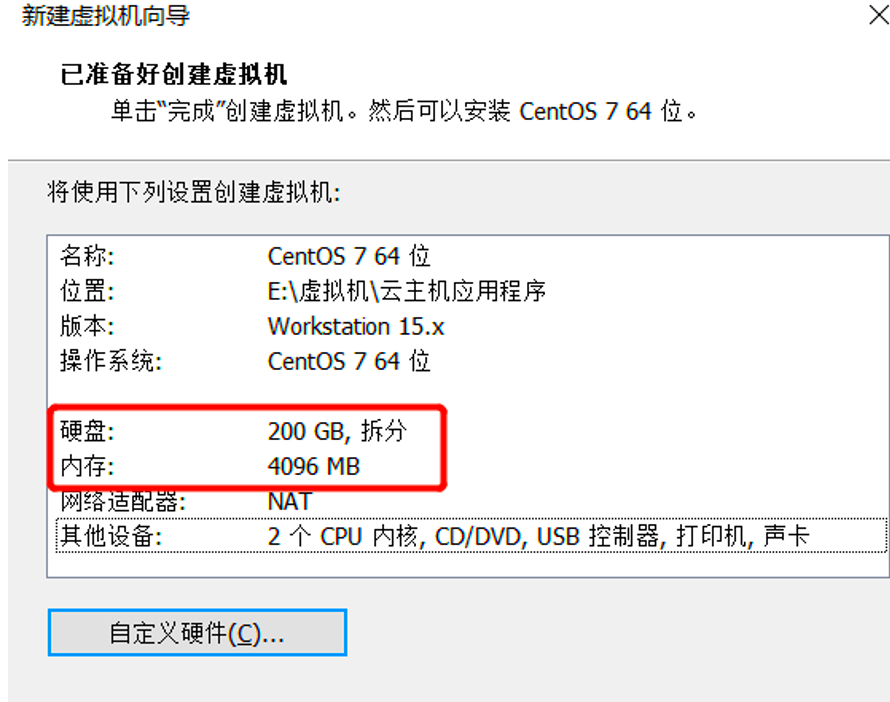 新建虚拟机向导
已准备好创建虚拟机
单击“完成”创建虚拟机。然后可以安装 CentOS 7 64 位。
将使用下列设置创建虚拟机:
名称: CentOS 7 64 位
位置: E:\虚拟机\云主机应用程序
版本: Workstation 15.x
操作系统: CentOS 7 64 位
硬盘: 200 GB, 拆分
内存: 4096 MB
网络适配器: NAT
其他设备: 2 个 CPU 内核, CD/DVD, USB 控制器, 打印机, 声卡
自定义硬件(C)...